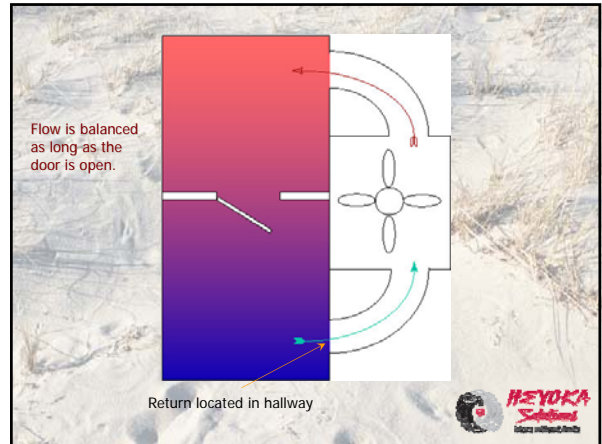 Flow is balanced
as long as the
door is open.
Return located in hallway
HEYOKA
Solutions